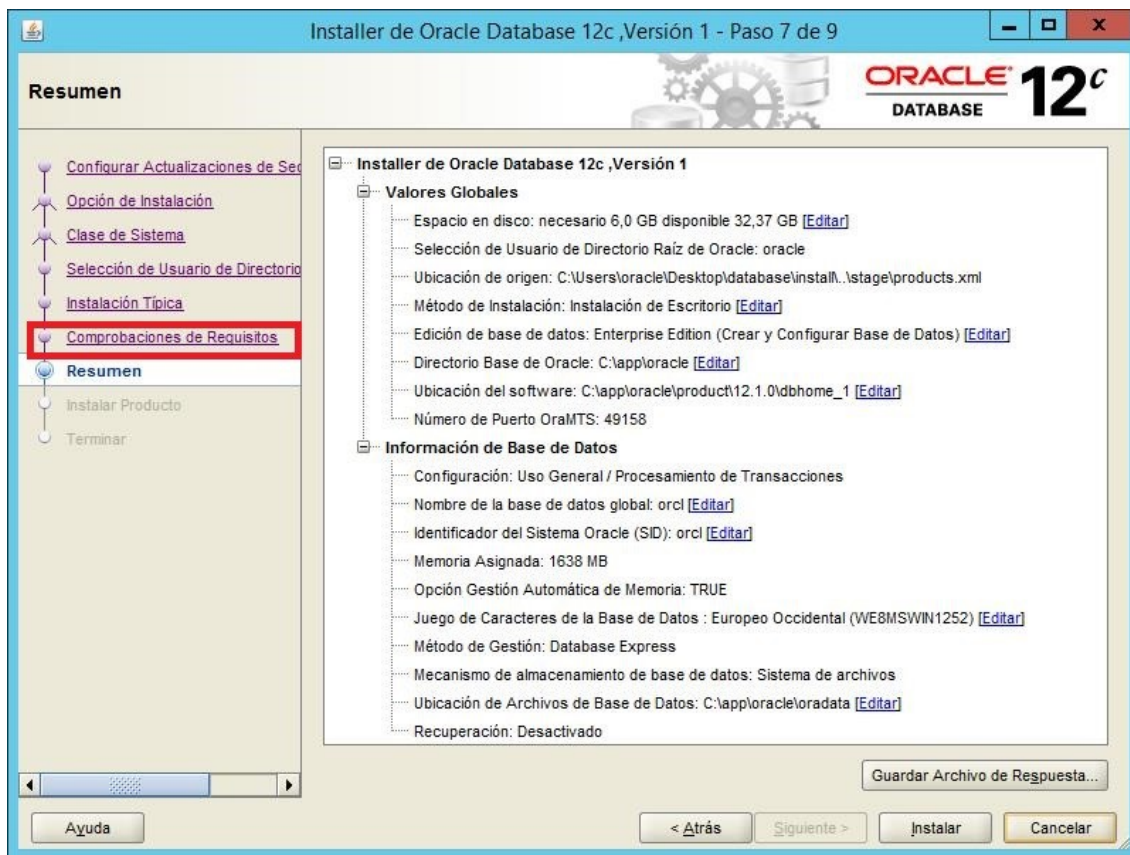 Installer de Oracle Database 12c ,Versión 1 - Paso 7 de 9
Resumen
ORACLE
DATABASE
12c
Configurar Actualizaciones de Sec
Opción de Instalación
Clase de Sistema
Selección de Usuario de Directorio
Instalación Típica
Comprobaciones de Requisitos
Resumen
Instalar Producto
Terminar
Installer de Oracle Database 12c ,Versión 1
Valores Globales
Espacio en disco: necesario 6,0 GB disponible 32,37 GB [Editar]
Selección de Usuario de Directorio Raíz de Oracle: oracle
Ubicación de origen: C:\Users\oracle\Desktop\database\install\..\stage\products.xml
Método de Instalación: Instalación de Escritorio [Editar]
Edición de base de datos: Enterprise Edition (Crear y Configurar Base de Datos) [Editar]
Directorio Base de Oracle: C:\app\oracle [Editar]
Ubicación del software: C:\app\oracle\product\12.1.0\dbhome_1 [Editar]
Número de Puerto OraMTS: 49158
Información de Base de Datos
Configuración: Uso General / Procesamiento de Transacciones
Nombre de la base de datos global: orcl [Editar]
Identificador del Sistema Oracle (SID): orcl [Editar]
Memoria Asignada: 1638 MB
Opción Gestión Automática de Memoria: TRUE
Juego de Caracteres de la Base de Datos : Europeo Occidental (WE8MSWIN1252) [Editar]
Método de Gestión: Database Express
Mecanismo de almacenamiento de base de datos: Sistema de archivos
Ubicación de Archivos de Base de Datos: C:\app\oracle\oradata [Editar]
Recuperación: Desactivado
Guardar Archivo de Respuesta...
Ayuda
< Atrás
Siguiente >
Instalar
Cancelar